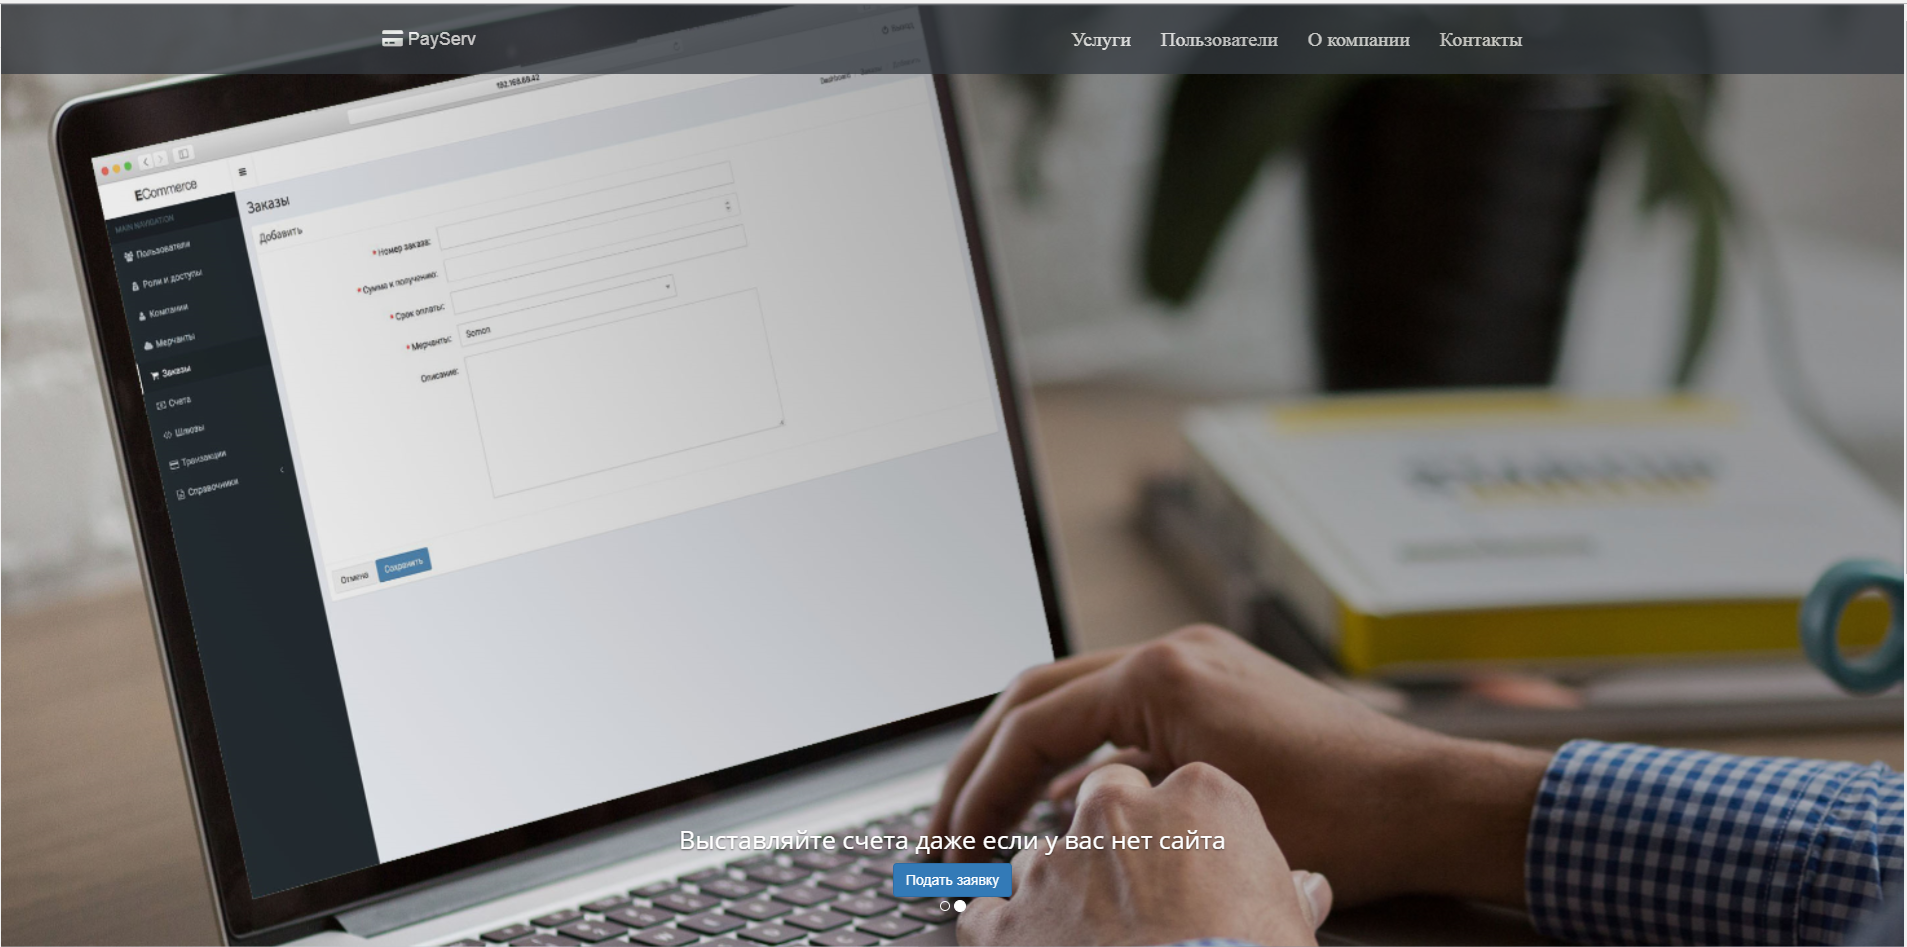 PayServ
Услуги Пользователи О компании Контакты
192.168.88.42
Dashboard
ECommerce
MAIN NAVIGATION
Пользователи
Роли и доступы
Компании
Мерчанты
Заказы
Счета
Шлюзы
Транзакции
Справочники
Заказы
Добавить
* Номер заказа:
* Сумма к получению:
* Срок оплаты:
* Мерчанты:
Somon
Описание:
Отмена
Сохранить
Выставляйте счета даже если у вас нет сайта
Подать заявку